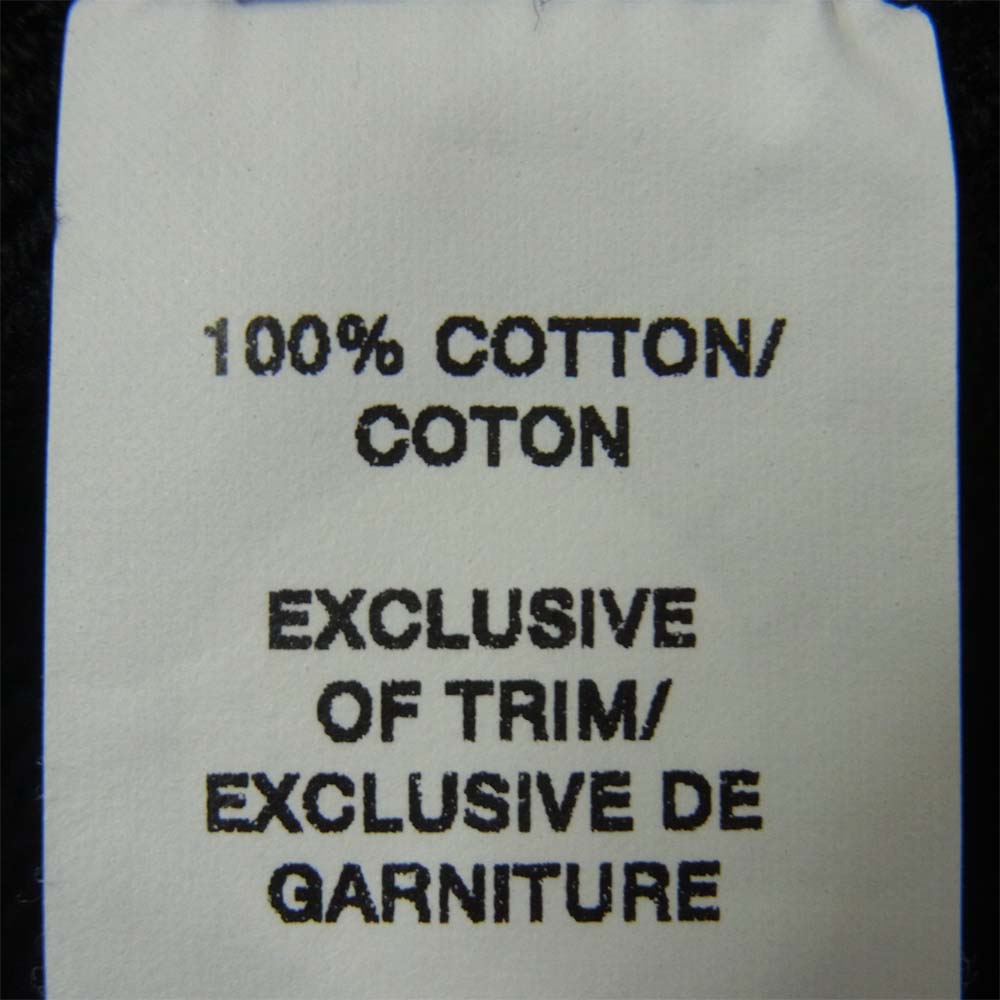 100% COTTON/
COTON
EXCLUSIVE
OF TRIM/
EXCLUSIVE DE
GARNITURE